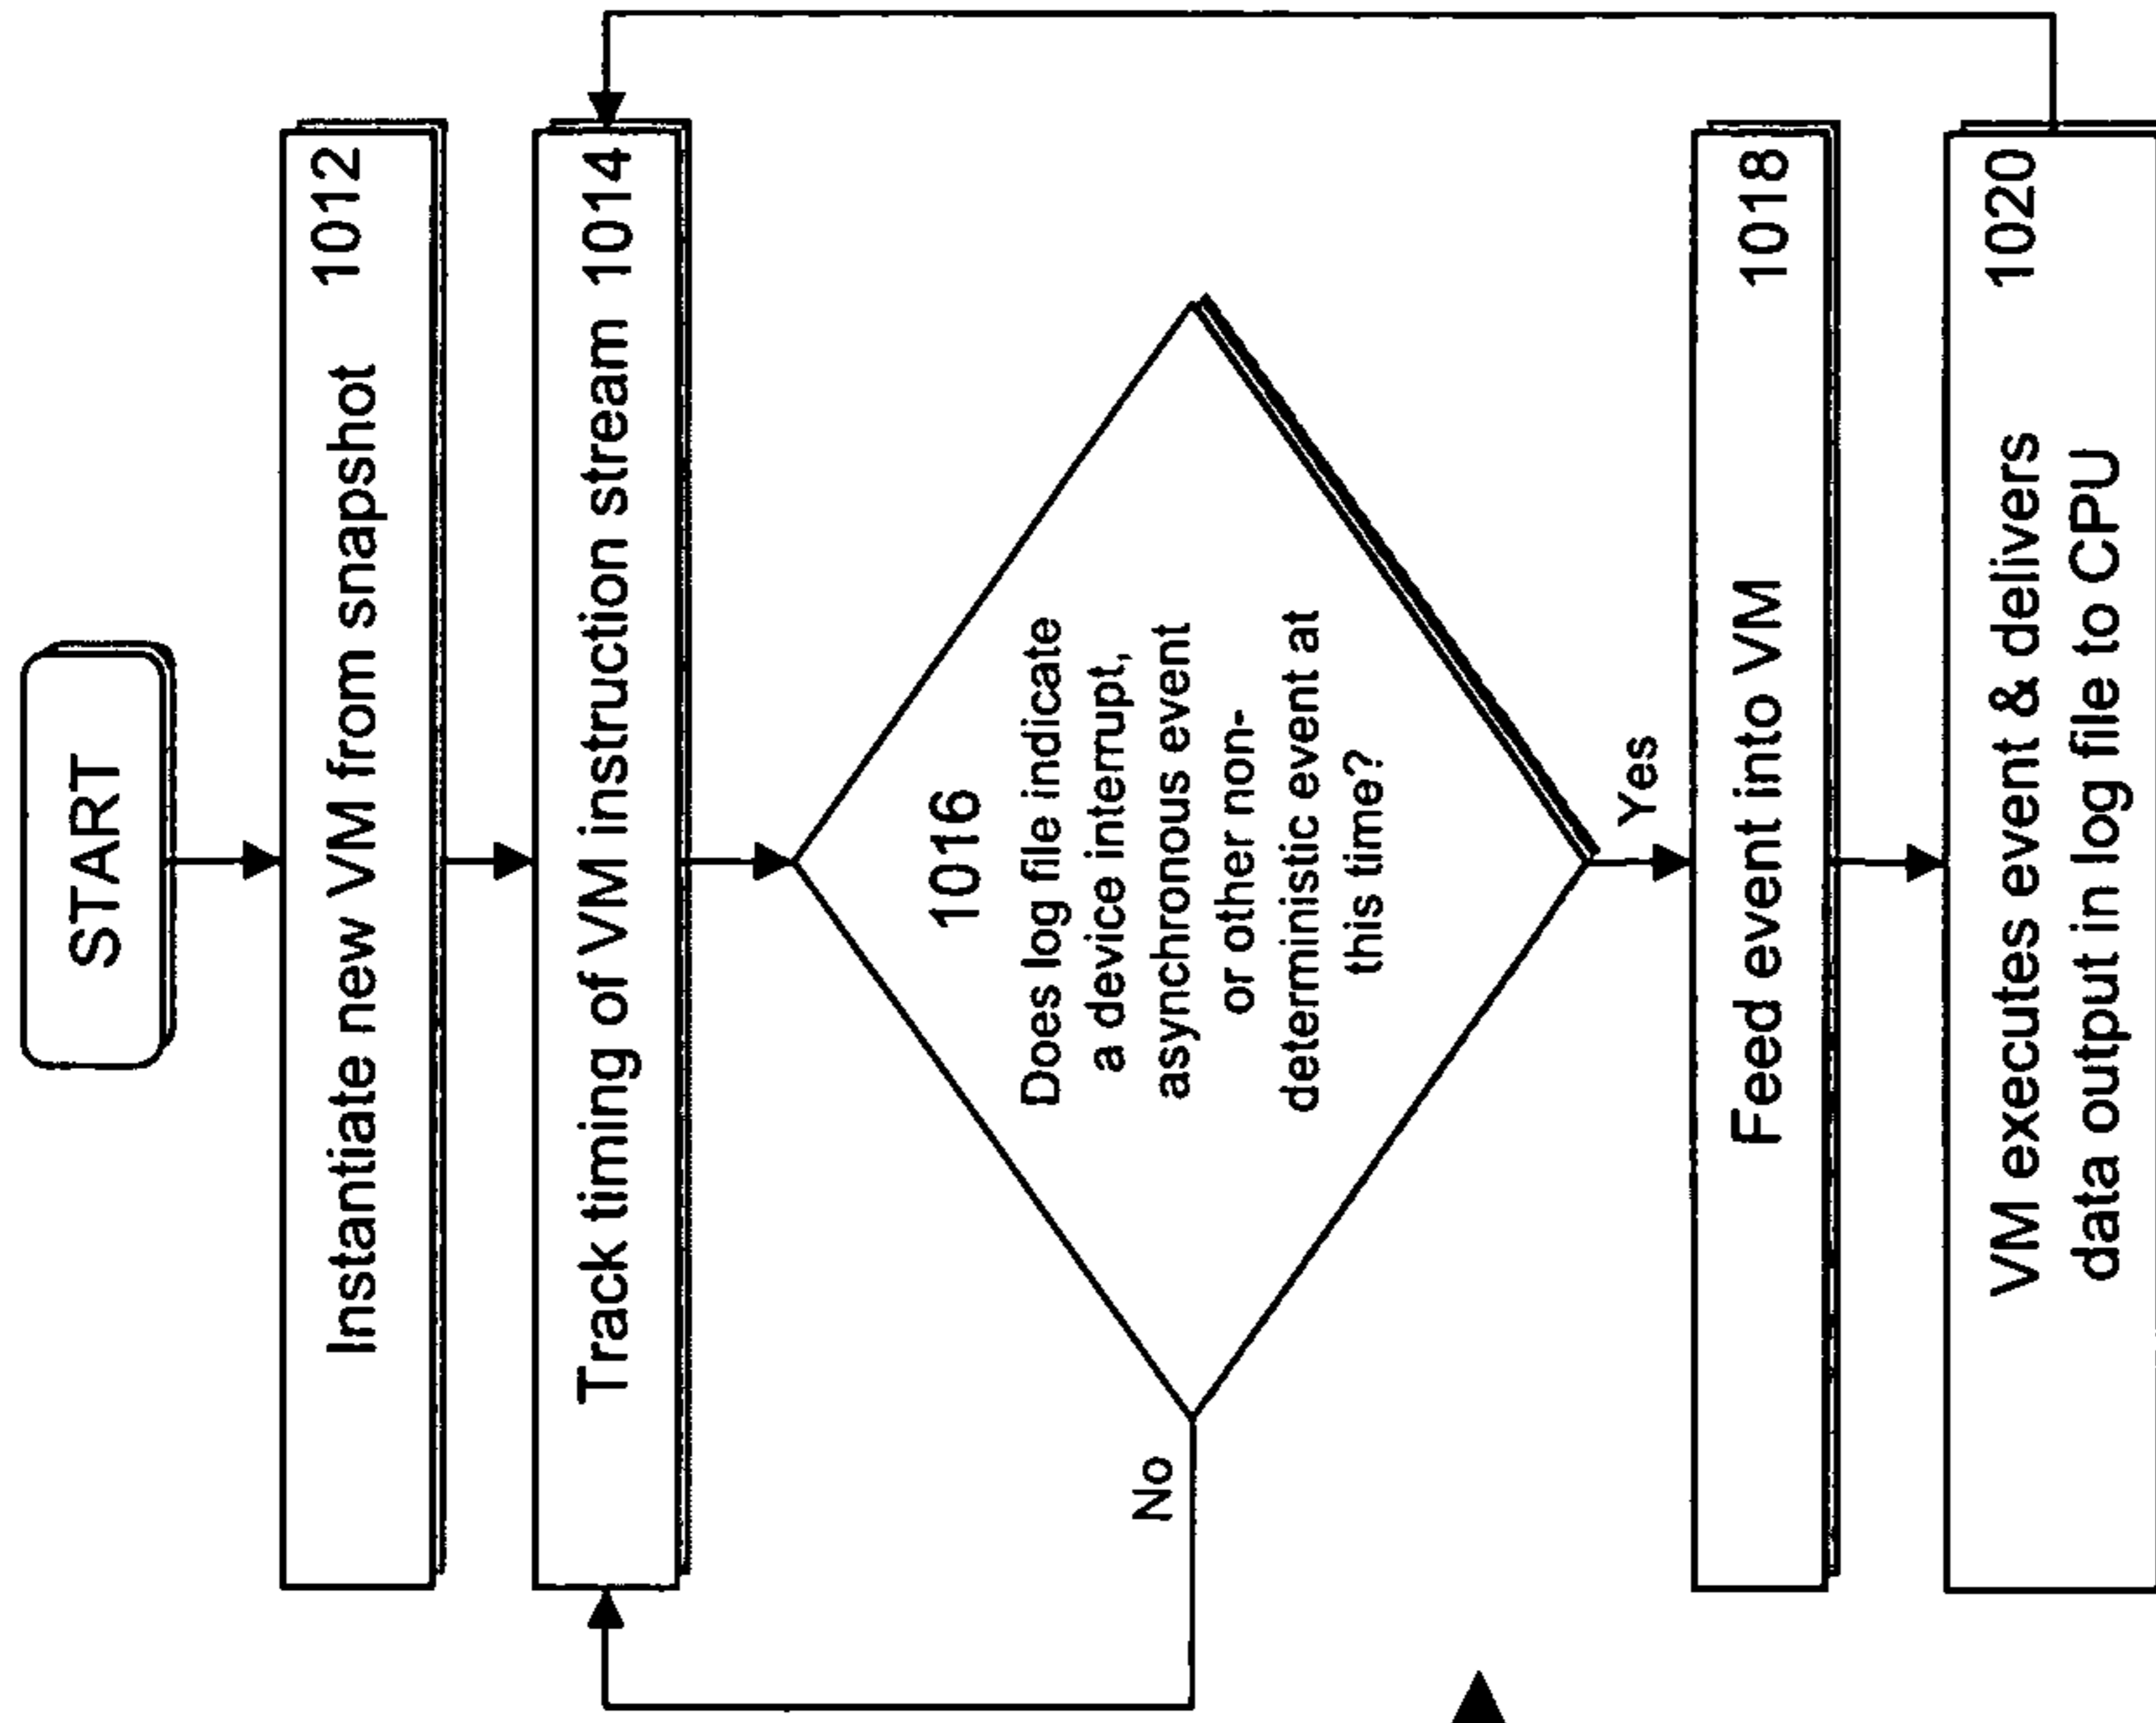 START
Instantiate new VM from snapshot 1012
Track timing of VM instruction stream 1014
1016
Does log file indicate
a device interrupt,
asynchronous event
or other non-
deterministic event at
this time?
No
Yes
Feed event into VM 1018
VM executes event & delivers 1020
data output in log file to CPU